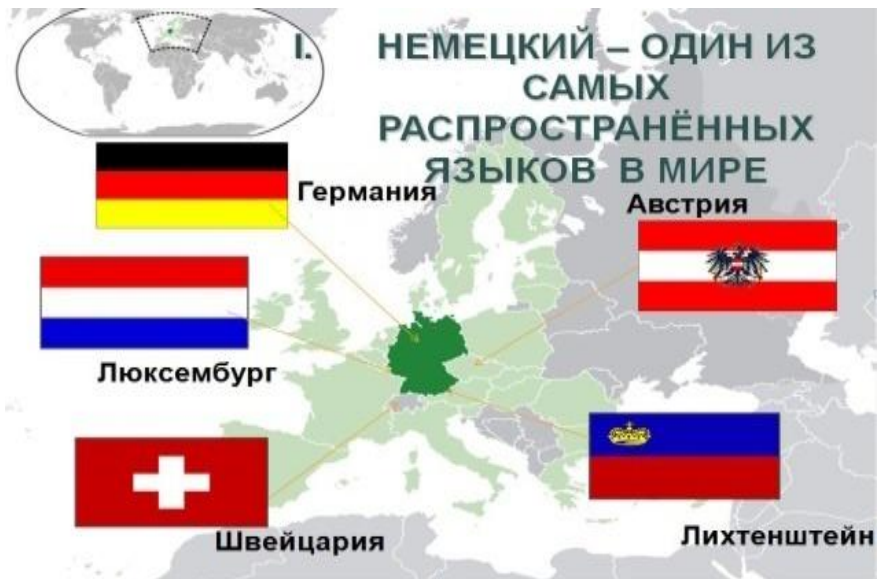 I. НЕМЕЦКИЙ – ОДИН ИЗ
САМЫХ
РАСПРОСТРАНЁННЫХ
ЯЗЫКОВ В МИРЕ
Германия
Австрия
Люксембург
Швейцария
Лихтенштейн